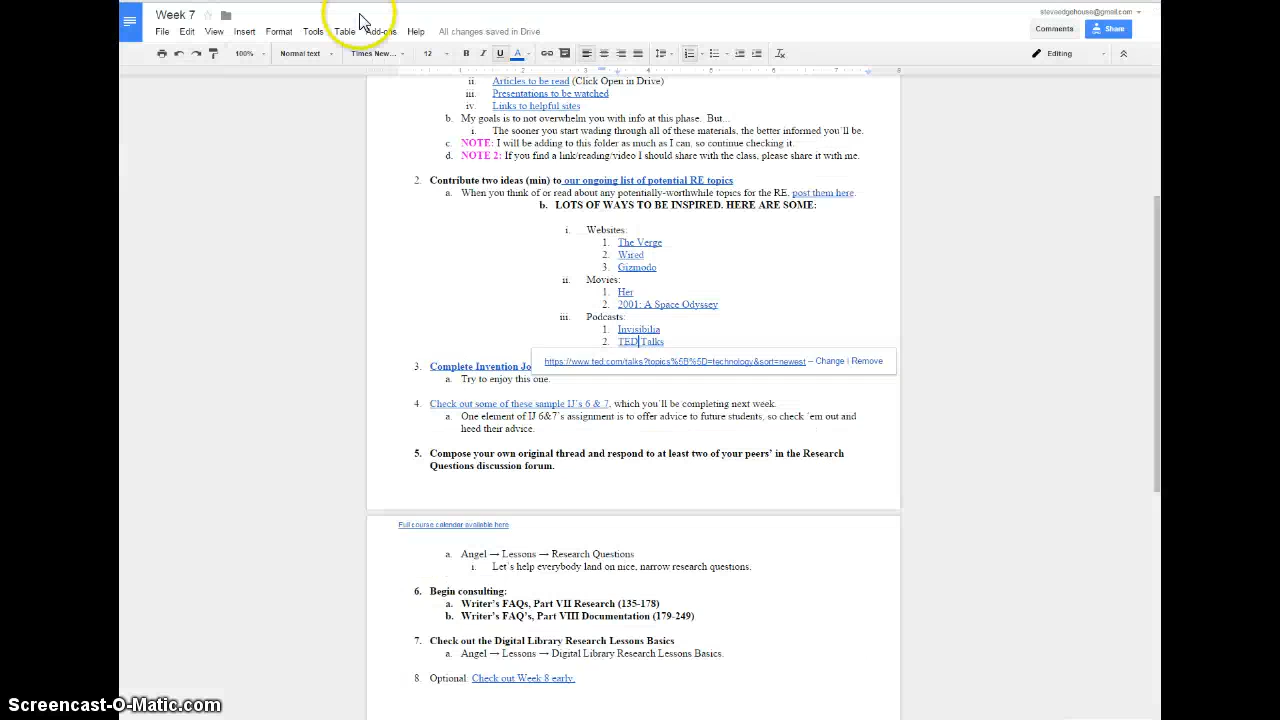 Week 7
steveedgehouse@gmail.com
File Edit View Insert Format Tools Table Add-ons Help All changes saved in Drive
Comments Share
100% Normal text Times New... 12 B I U A Editing
1 2 3 4 5 6 7 8
ii. Articles to be read (Click Open in Drive)
iii. Presentations to be watched
iv. Links to helpful sites
b. My goals is to not overwhelm you with info at this phase. But...
i. The sooner you start wading through all of these materials, the better informed you'll be.
c. NOTE: I will be adding to this folder as much as I can, so continue checking it.
d. NOTE 2: If you find a link/reading/video I should share with the class, please share it with me.
2. Contribute two ideas (min) to our ongoing list of potential RE topics
a. When you think of or read about any potentially-worthwhile topics for the RE, post them here.
b. LOTS OF WAYS TO BE INSPIRED. HERE ARE SOME:
i. Websites:
1. The Verge
2. Wired
3. Gizmodo
ii. Movies:
1. Her
2. 2001: A Space Odyssey
iii. Podcasts:
1. Invisibilia
2. TED Talks
https://www.ted.com/talks?topics%5B%5D=technology&sort=newest – Change | Remove
3. Complete Invention Jo
a. Try to enjoy this one.
4. Check out some of these sample IJ's 6 & 7, which you'll be completing next week.
a. One element of IJ 6&7's assignment is to offer advice to future students, so check 'em out and
heed their advice.
5. Compose your own original thread and respond to at least two of your peers' in the Research
Questions discussion forum.
Full course calendar available here
a. Angel → Lessons → Research Questions
i. Let's help everybody land on nice, narrow research questions.
6. Begin consulting:
a. Writer's FAQs, Part VII Research (135-178)
b. Writer's FAQ's, Part VIII Documentation (179-249)
7. Check out the Digital Library Research Lessons Basics
a. Angel → Lessons → Digital Library Research Lessons Basics.
8. Optional: Check out Week 8 early.
Screencast-O-Matic.com